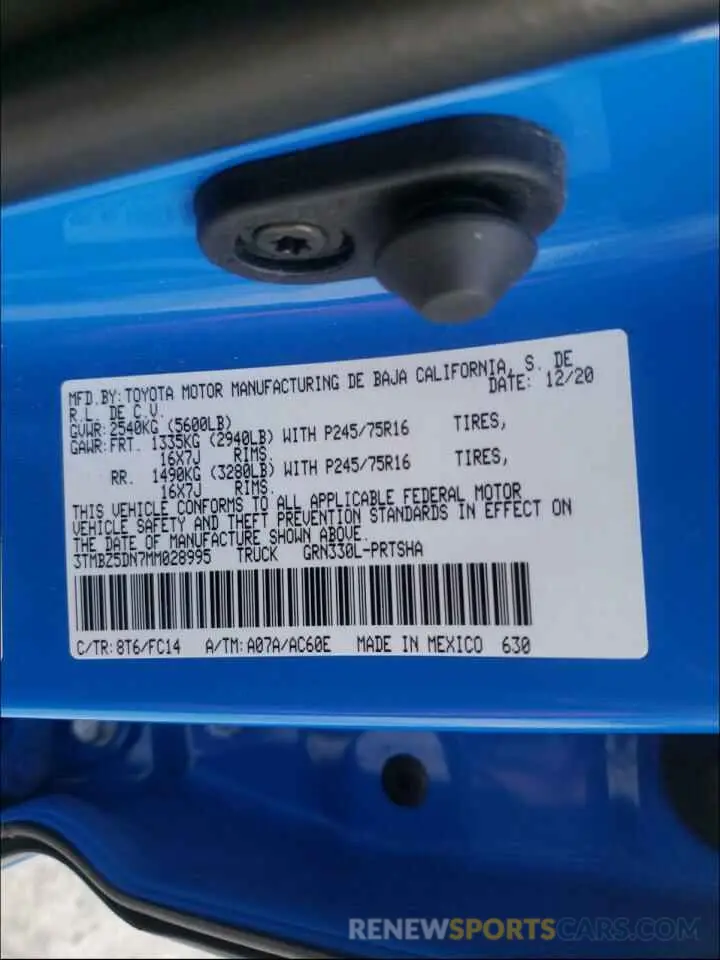 MFD.BY:TOYOTA MOTOR MANUFACTURING DE BAJA CALIFORNIA, S. DE
R.L. DE C.V. DATE: 12/20
GVWR:2540KG (5600LB)
GAWR:FRT. 1335KG (2940LB) WITH P245/75R16 TIRES,
16X7J RIMS.
RR. 1490KG (3280LB) WITH P245/75R16 TIRES,
16X7J RIMS.
THIS VEHICLE CONFORMS TO ALL APPLICABLE FEDERAL MOTOR
VEHICLE SAFETY AND THEFT PREVENTION STANDARDS IN EFFECT ON
THE DATE OF MANUFACTURE SHOWN ABOVE.
3TMBZ5DN7MM028995 TRUCK GRN330L-PRTSHA
C/TR:8T6/FC14 A/TM:A07A/AC60E MADE IN MEXICO 630
RENEWSPORTSCARS.COM